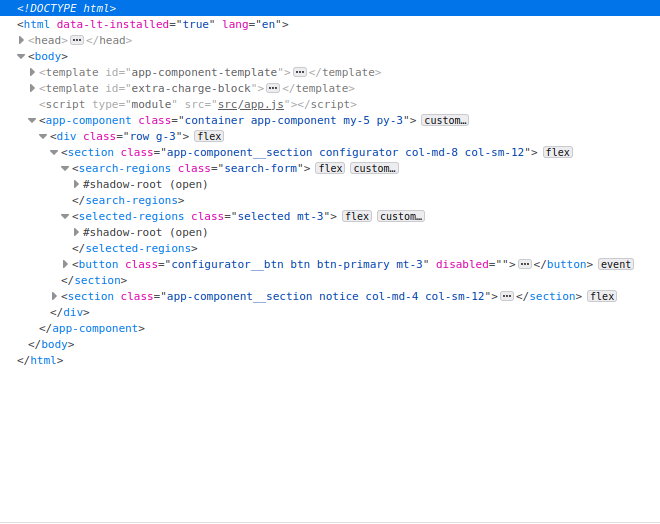 <!DOCTYPE html>
<html data-lt-installed="true" lang="en">
<head> ••• </head>
<body>
<template id="app-component-template"> ••• </template>
<template id="extra-charge-block"> ••• </template>
<script type="module" src="src/app.js"></script>
<app-component class="container app-component my-5 py-3"> custom…
<div class="row g-3"> flex
<section class="app-component__section configurator col-md-8 col-sm-12"> flex
<search-regions class="search-form"> flex custom…
#shadow-root (open)
</search-regions>
<selected-regions class="selected mt-3"> flex custom…
#shadow-root (open)
</selected-regions>
<button class="configurator__btn btn btn-primary mt-3" disabled=""> ••• </button> event
</section>
<section class="app-component__section notice col-md-4 col-sm-12"> ••• </section> flex
</div>
</app-component>
</body>
</html>